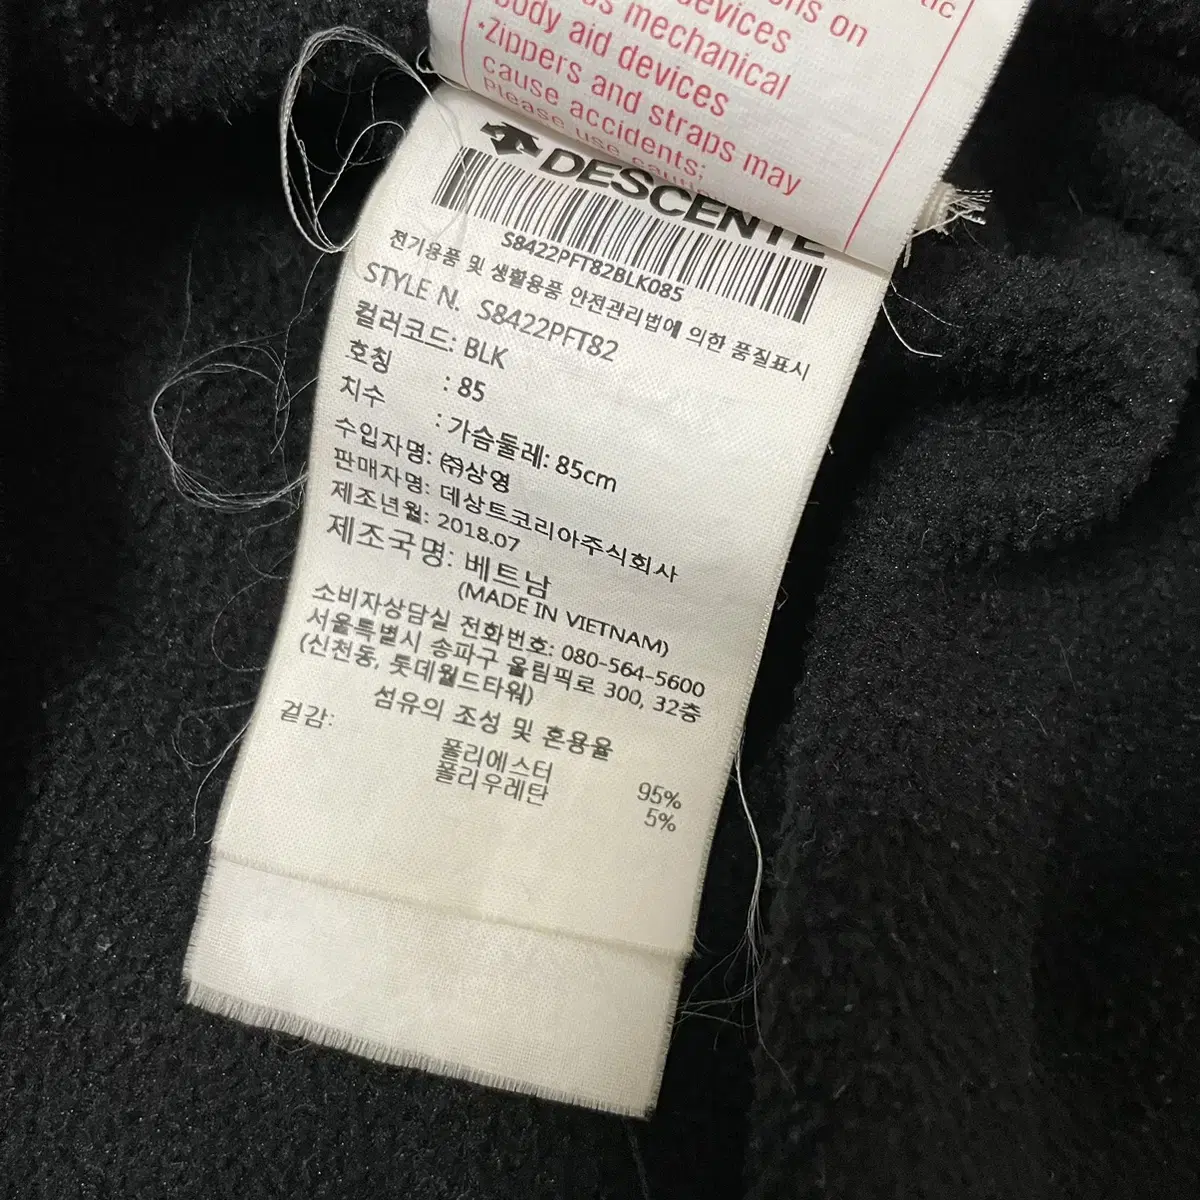 tic
ons on
devices
mechanical
body aid devices
*Zippers and straps may
cause accidents;
Please use
DESCENTE
S8422PFT82BLK085
전기용품 및 생활용품 안전관리법에 의한 품질표시
STYLE N. S8422PFT82
컬러코드: BLK
호칭 : 85
치수 : 가슴둘레: 85cm
수입자명: ㈜상영
판매자명: 데상트코리아주식회사
제조년월: 2018.07
제조국명: 베트남
(MADE IN VIETNAM)
소비자상담실 전화번호: 080-564-5600
서울특별시 송파구 올림픽로 300, 32층
(신천동, 롯데월드타워)
섬유의 조성 및 혼용율
겉감:
폴리에스터 95%
폴리우레탄 5%